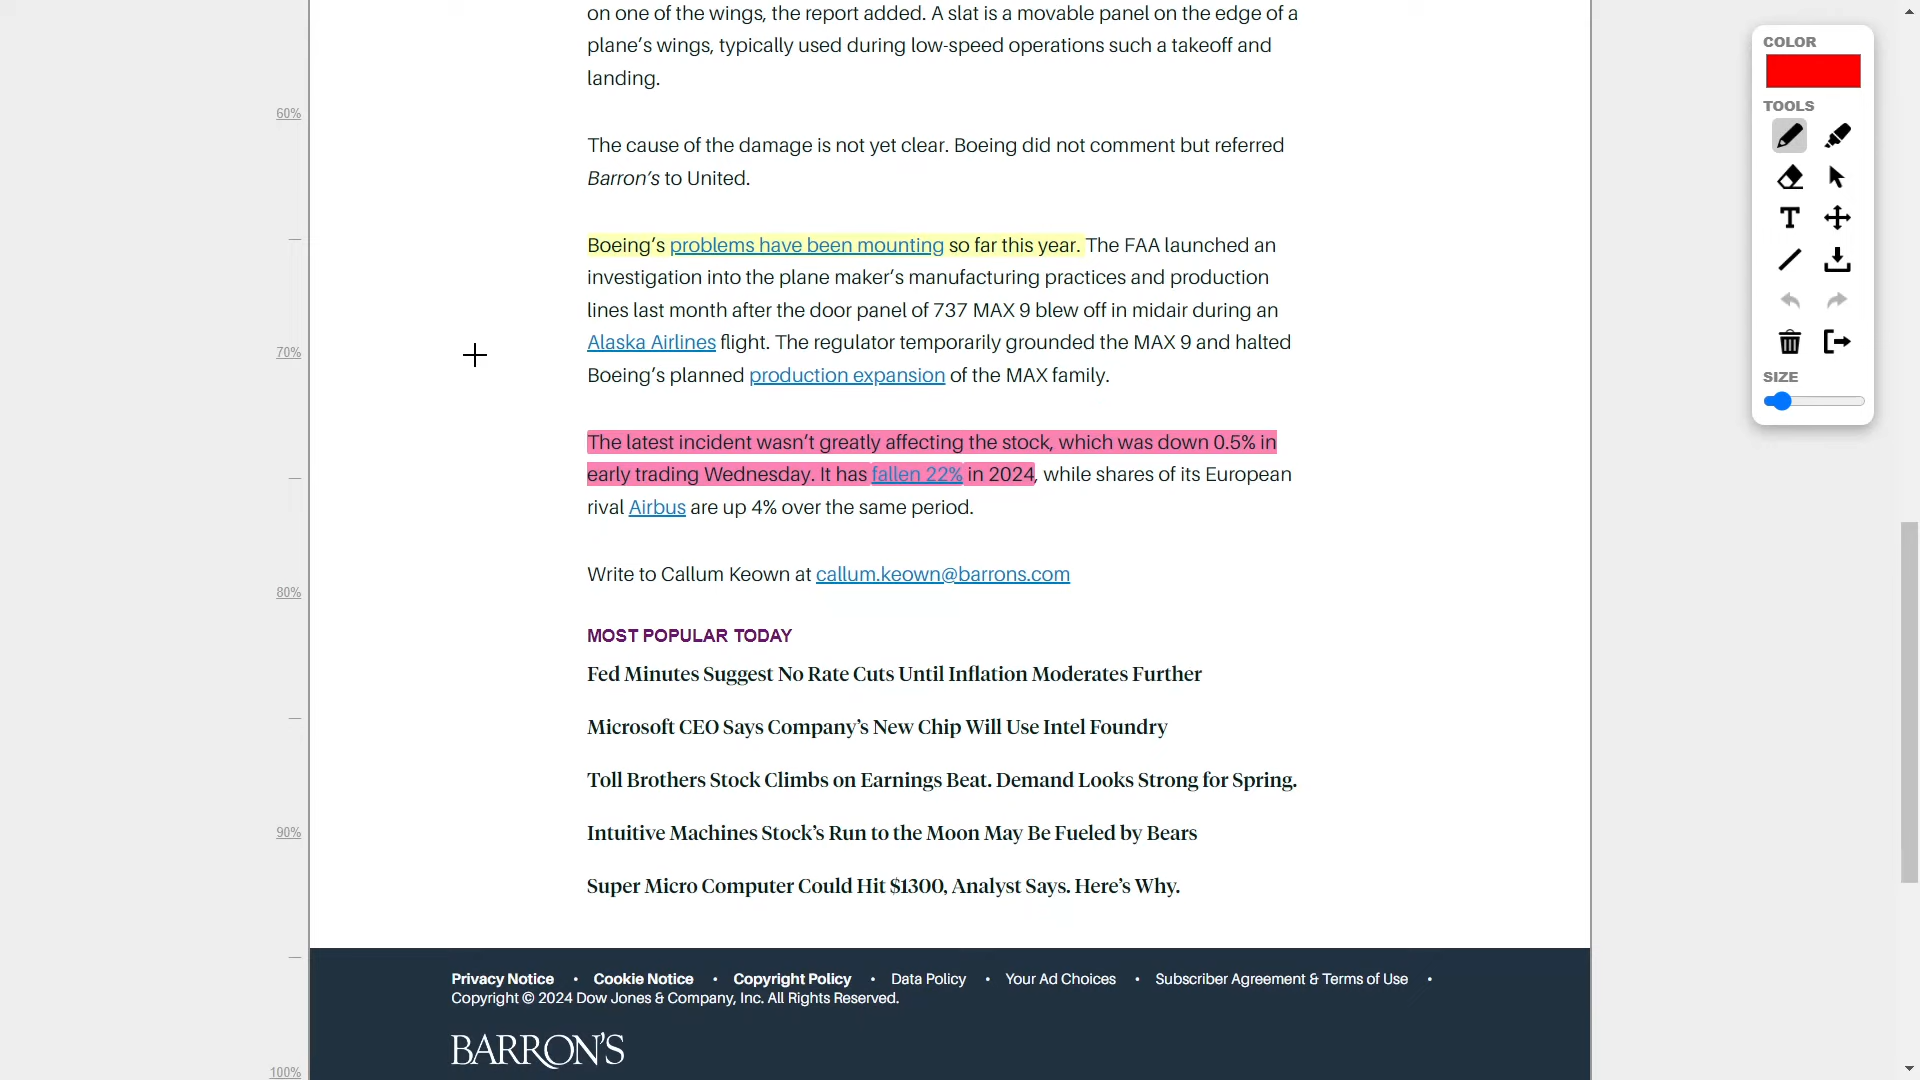 on one of the wings, the report added. A slat is a movable panel on the edge of a
plane's wings, typically used during low-speed operations such a takeoff and
landing.
The cause of the damage is not yet clear. Boeing did not comment but referred
Barron's to United.
Boeing's problems have been mounting so far this year. The FAA launched an
investigation into the plane maker's manufacturing practices and production
lines last month after the door panel of 737 MAX 9 blew off in midair during an
Alaska Airlines flight. The regulator temporarily grounded the MAX 9 and halted
Boeing's planned production expansion of the MAX family.
The latest incident wasn't greatly affecting the stock, which was down 0.5% in
early trading Wednesday. It has fallen 22% in 2024, while shares of its European
rival Airbus are up 4% over the same period.
Write to Callum Keown at callum.keown@barrons.com
MOST POPULAR TODAY
Fed Minutes Suggest No Rate Cuts Until Inflation Moderates Further
Microsoft CEO Says Company's New Chip Will Use Intel Foundry
Toll Brothers Stock Climbs on Earnings Beat. Demand Looks Strong for Spring.
Intuitive Machines Stock's Run to the Moon May Be Fueled by Bears
Super Micro Computer Could Hit $1300, Analyst Says. Here's Why.
Privacy Notice • Cookie Notice • Copyright Policy • Data Policy • Your Ad Choices • Subscriber Agreement & Terms of Use •
Copyright © 2024 Dow Jones & Company, Inc. All Rights Reserved.
BARRON'S
60%
70%
80%
90%
100%
COLOR
TOOLS
T
SIZE